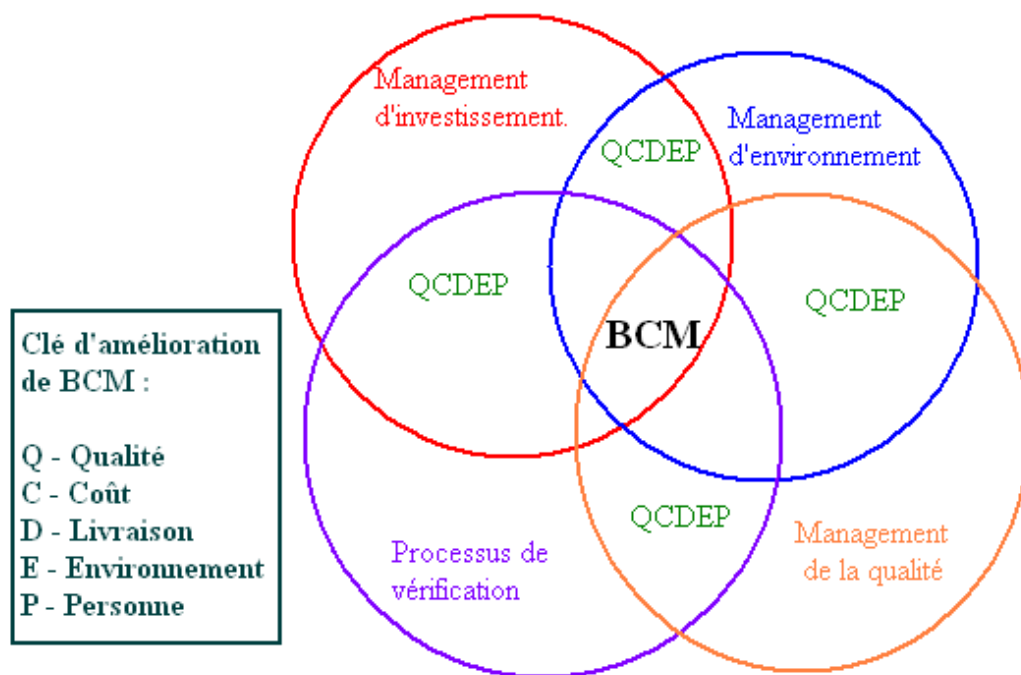 Management
d'investissement.
Management
d'environnement
QCDEP
QCDEP
QCDEP
BCM
Clé d'amélioration
de BCM :
Q - Qualité
C - Coût
D - Livraison
E - Environnement
P - Personne
QCDEP
Processus de
vérification
Management
de la qualité